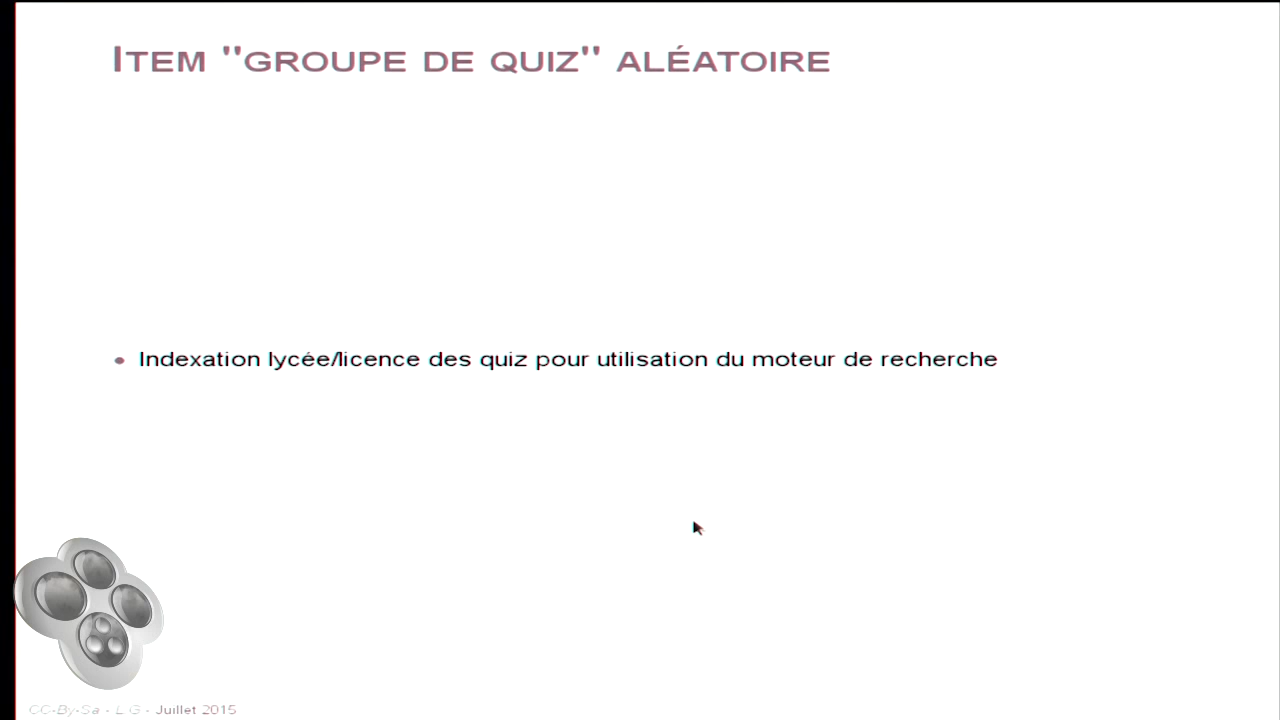 ITEM "GROUPE DE QUIZ" ALÉATOIRE
• Indexation lycée/licence des quiz pour utilisation du moteur de recherche
CC-By-Sa - L G - Juillet 2015